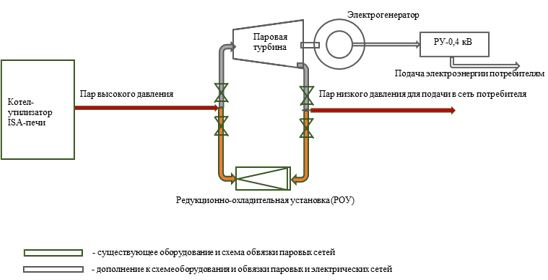 Электрогенератор
Паровая
турбина
РУ-0,4 кВ
Подача электроэнергии потребителям
Котел-
утилизатор
ISA-печи
Пар высокого давления
Пар низкого давления для подачи в сеть потребителя
Редукционно-охладительная установка (РОУ)
- существующее оборудование и схема обвязки паровых сетей
- дополнение к схемеоборудования и обвязки паровых и электрических сетей